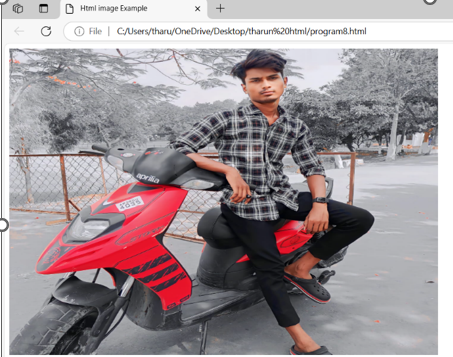 Html image Example
File
C:/Users/tharu/OneDrive/Desktop/tharun%20html/program8.html
aprilia